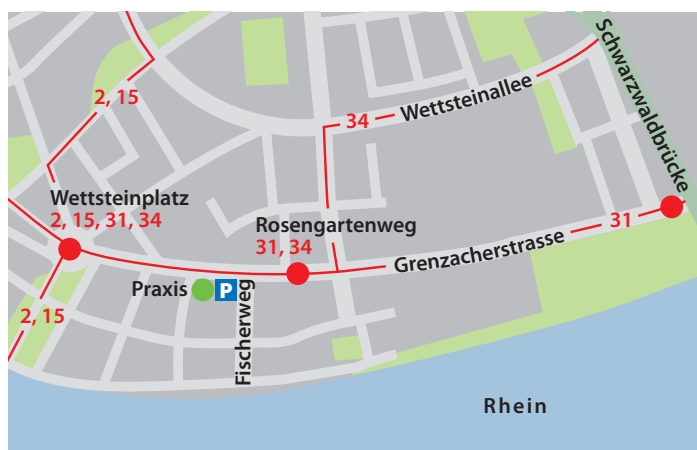 2, 15
Schwarzwaldbrücke
Wettsteinallee
34
Wettsteinplatz
2, 15, 31, 34
Rosengartenweg
31, 34
31
Grenzacherstrasse
Praxis
P
Fischerweg
2, 15
Rhein